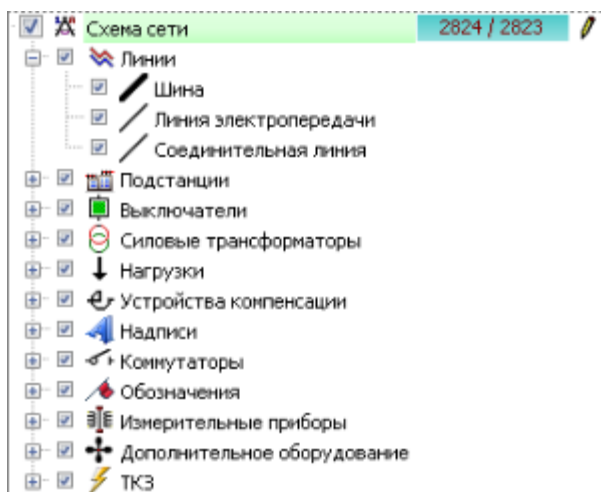 Схема сети 2824 / 2823
Линии
Шина
Линия электропередачи
Соединительная линия
Подстанции
Выключатели
Силовые трансформаторы
Нагрузки
Устройства компенсации
Надписи
Коммутаторы
Обозначения
Измерительные приборы
Дополнительное оборудование
ТКЗ